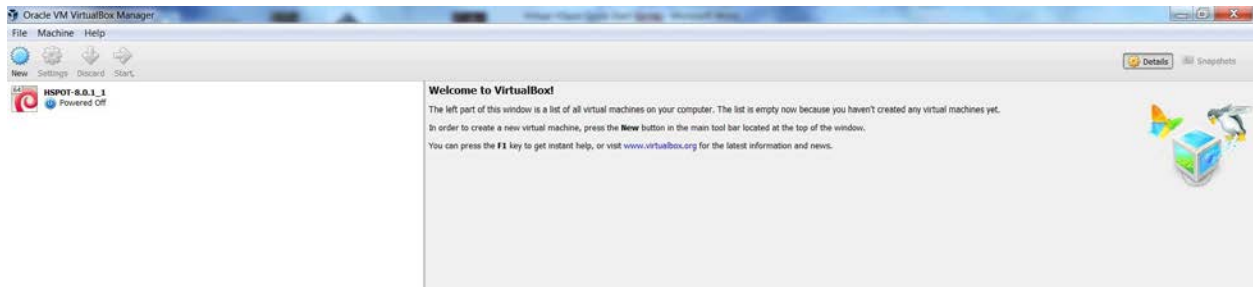 Oracle VM VirtualBox Manager
File Machine Help
New Settings Discard Start
Details Snapshots
64
HSPOT-8.0.1_1
Powered Off
Welcome to VirtualBox!
The left part of this window is a list of all virtual machines on your computer. The list is empty now because you haven't created any virtual machines yet.
In order to create a new virtual machine, press the New button in the main tool bar located at the top of the window.
You can press the F1 key to get instant help, or visit www.virtualbox.org for the latest information and news.